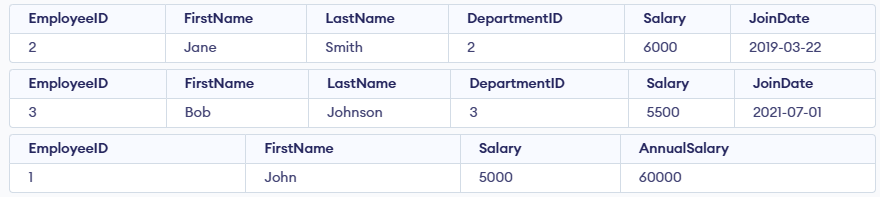 EmployeeID FirstName LastName DepartmentID Salary JoinDate
2 Jane Smith 2 6000 2019-03-22
EmployeeID FirstName LastName DepartmentID Salary JoinDate
3 Bob Johnson 3 5500 2021-07-01
EmployeeID FirstName Salary AnnualSalary
1 John 5000 60000